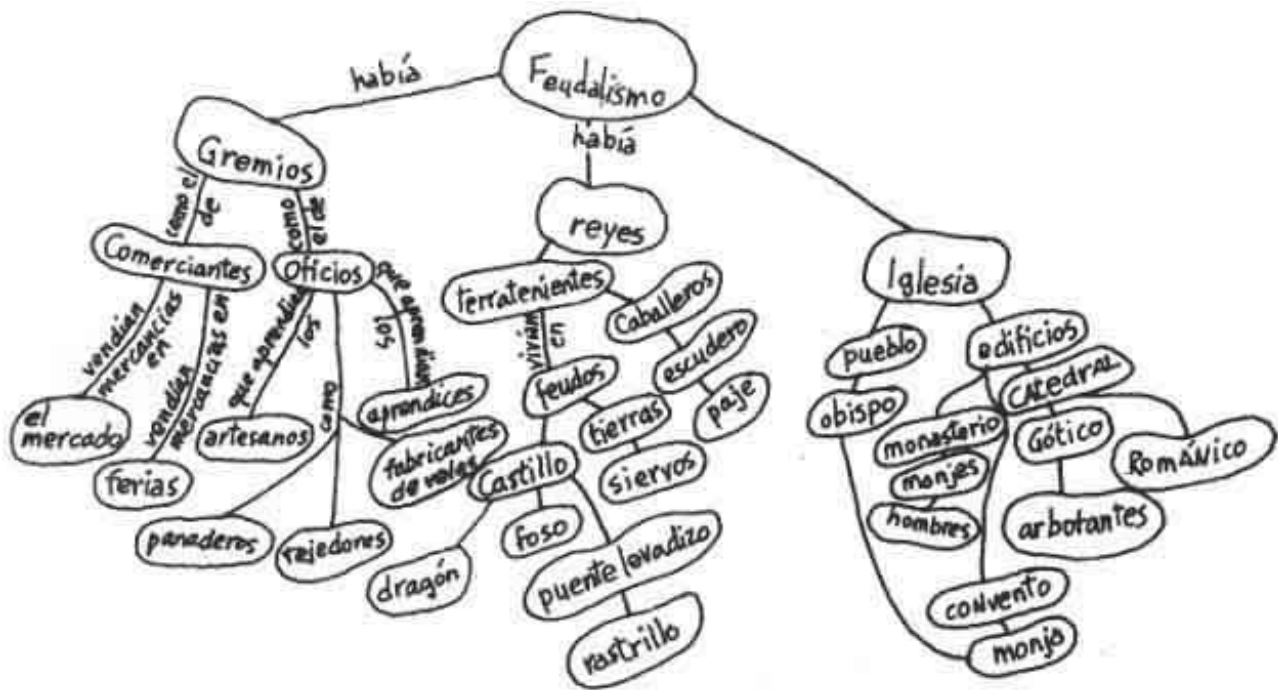 Feudalismo
había
había
Gremios
reyes
Iglesia
como el
de
como
el de
Comerciantes
Oficios
terratenientes
Caballeros
escudero
paje
pueblo
edificios
vendían
mercancías
en
vendían
mercancías en
que aprendían
los
que aprendían
los
como
vivían
en
feudos
tierras
siervos
obispo
CATEDRAL
monasterio
Gótico
ROMÁNICO
monjes
hombres
arbotantes
el
mercado
ferias
artesanos
aprendices
fabricantes
de velas
Castillo
panaderos
tejedores
foso
dragón
puente levadizo
rastrillo
convento
monja